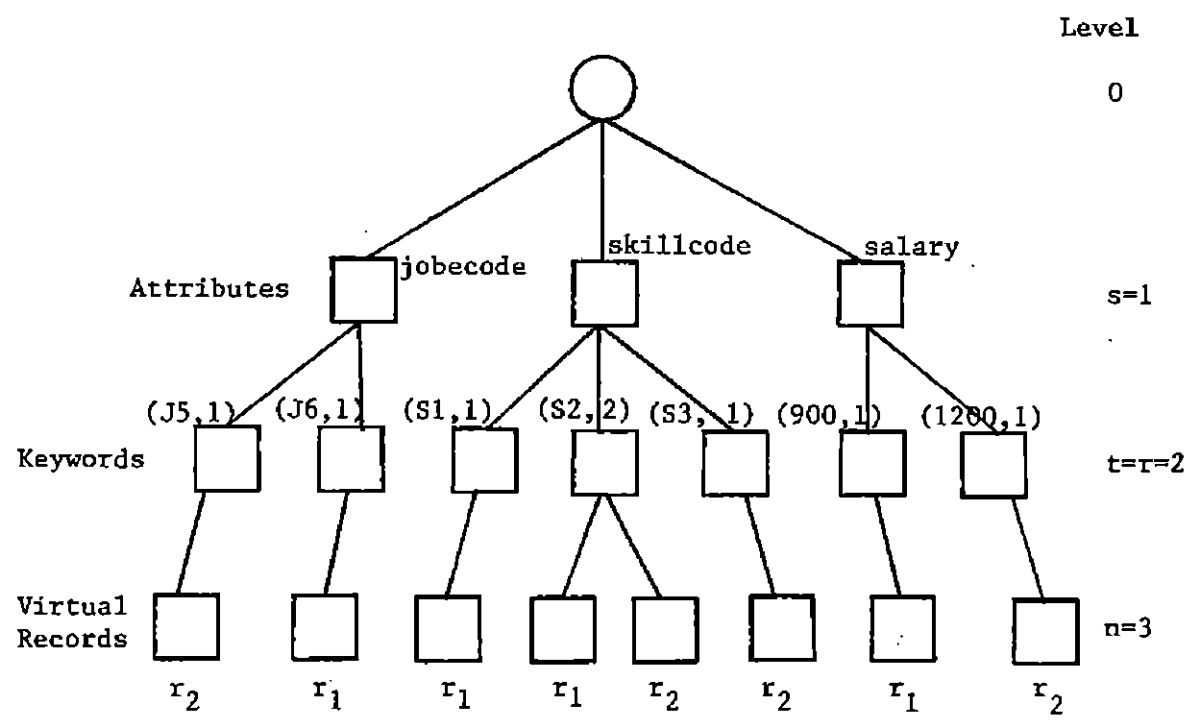 Level
0
skillcode
salary
jobecode
Attributes
s=1
(J5,1) (J6,1) (S1,1) (S2,2) (S3, 1) (900,1) (1200,1)
Keywords
t=r=2
Virtual
Records
n=3
r2 r1 r1 r1 r2 r2 r1 r2